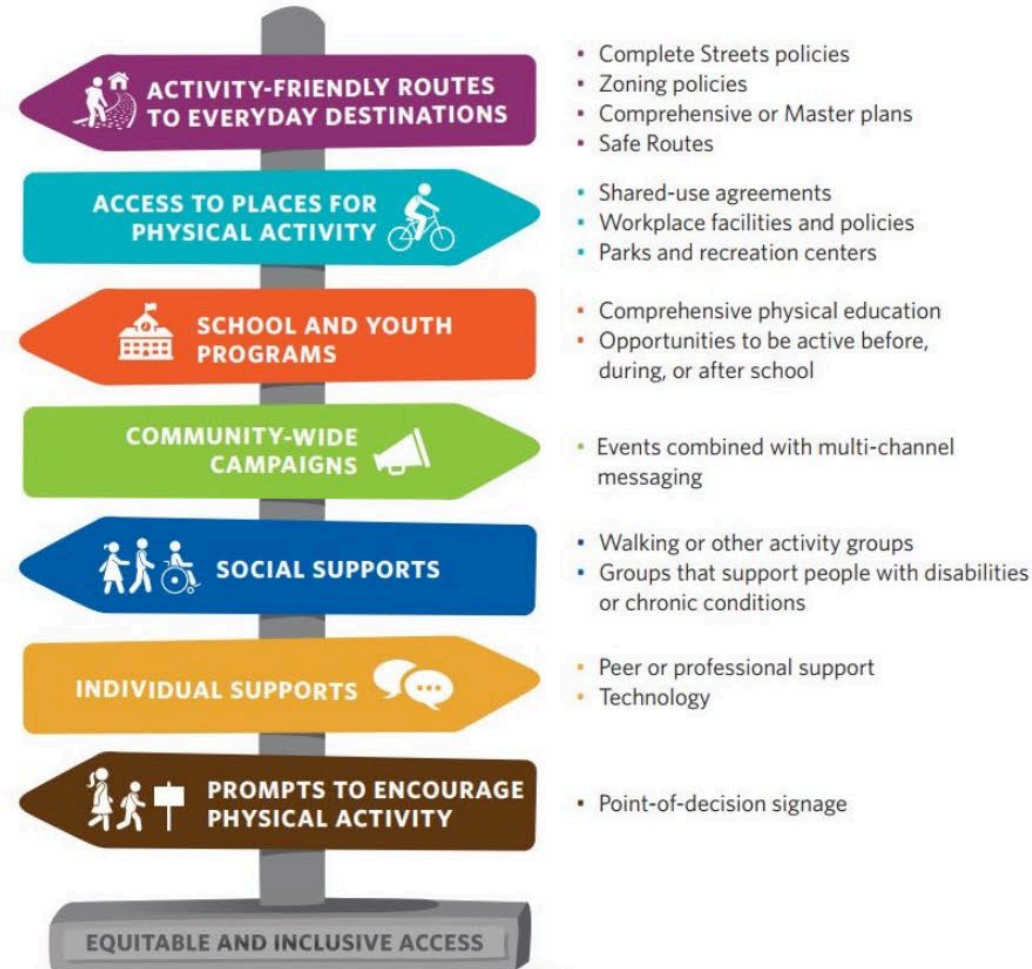 ACTIVITY-FRIENDLY ROUTES
TO EVERYDAY DESTINATIONS
• Complete Streets policies
• Zoning policies
• Comprehensive or Master plans
• Safe Routes
ACCESS TO PLACES FOR
PHYSICAL ACTIVITY
• Shared-use agreements
• Workplace facilities and policies
• Parks and recreation centers
SCHOOL AND YOUTH
PROGRAMS
• Comprehensive physical education
• Opportunities to be active before,
during, or after school
COMMUNITY-WIDE
CAMPAIGNS
• Events combined with multi-channel
messaging
SOCIAL SUPPORTS
• Walking or other activity groups
• Groups that support people with disabilities
or chronic conditions
INDIVIDUAL SUPPORTS
• Peer or professional support
• Technology
PROMPTS TO ENCOURAGE
PHYSICAL ACTIVITY
• Point-of-decision signage
EQUITABLE AND INCLUSIVE ACCESS